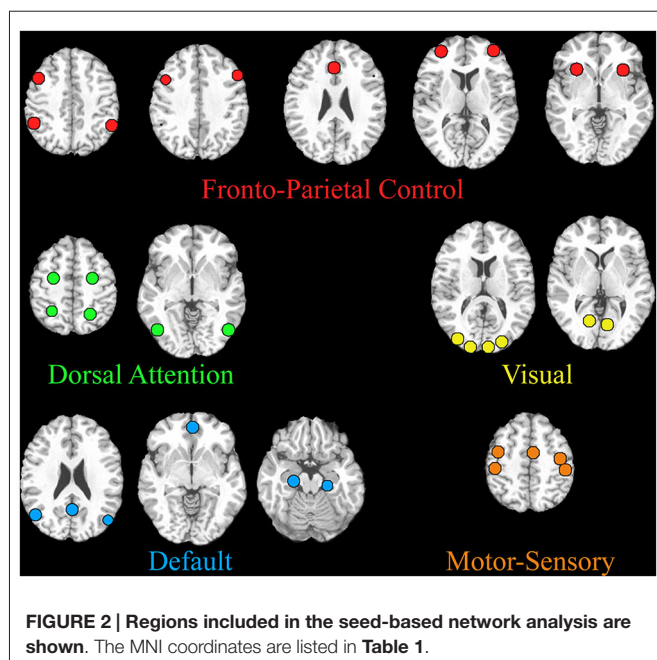 Fronto-Parietal Control
Dorsal Attention
Visual
Default
Motor-Sensory
FIGURE 2 | Regions included in the seed-based network analysis are
shown. The MNI coordinates are listed in Table 1.